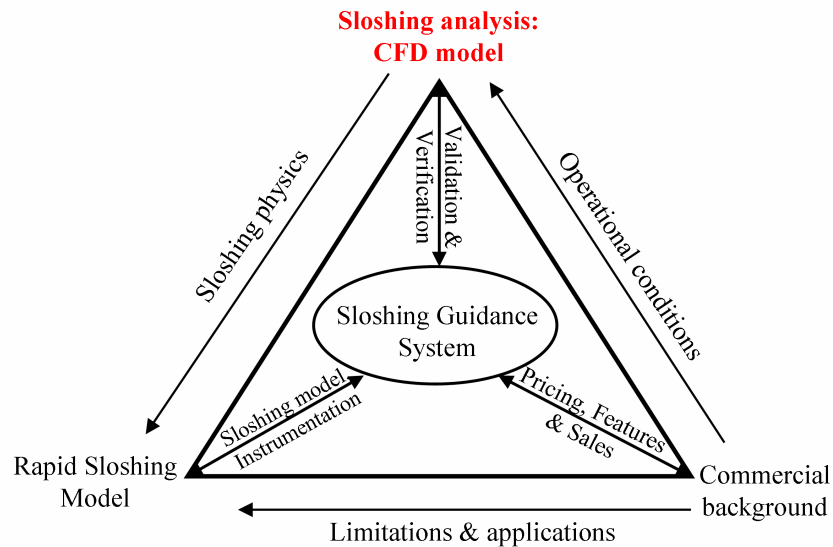 Sloshing analysis:
CFD model
Sloshing physics
Validation &
Verification
Operational conditions
Sloshing Guidance
System
Sloshing model
Instrumentation
Pricing, Features
& Sales
Rapid Sloshing
Model
Commercial
background
Limitations & applications